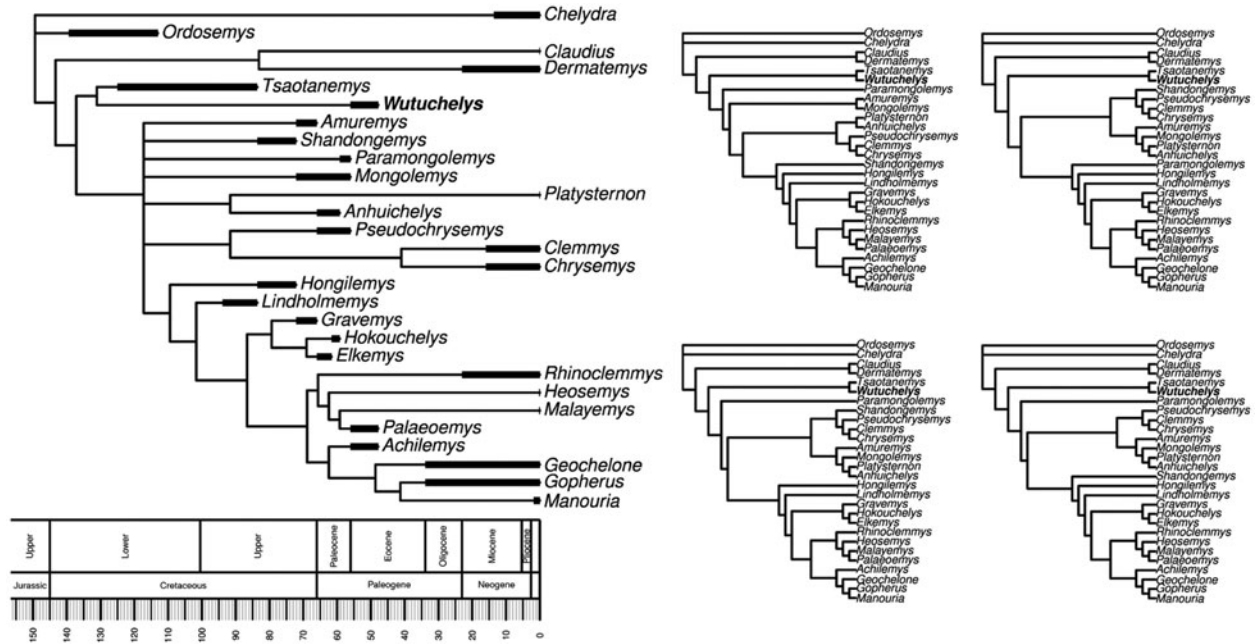 Chelydra
Ordosemys
Claudius
Dermatemys
Tsaotanemys
Wutuchelys
Amuremys
Shandongemys
Paramongolemys
Mongolemys
Platysternon
Anhuichelys
Pseudochrysemys
Clemmys
Chrysemys
Hongilemys
Lindholmemys
Gravemys
Hokouchelys
Elkemys
Rhinoclemmys
Heosemys
Malayemys
Palaeoemys
Achilemys
Geochelone
Gopherus
Manouria
Upper
Lower
Upper
Paleocene
Eocene
Oligocene
Miocene
Pliocene
Jurassic
Cretaceous
Paleogene
Neogene
150 140 130 120 110 100 90 80 70 60 50 40 30 20 10 0
Ordosemys
Chelydra
Claudius
Dermatemys
Tsaotanemys
Wutuchelys
Paramongolemys
Amuremys
Mongolemys
Platysternon
Anhuichelys
Pseudochrysemys
Clemmys
Chrysemys
Shandongemys
Hongilemys
Lindholmemys
Gravemys
Hokouchelys
Elkemys
Rhinoclemmys
Heosemys
Malayemys
Palaeoemys
Achilemys
Geochelone
Gopherus
Manouria
Ordosemys
Chelydra
Claudius
Dermatemys
Tsaotanemys
Wutuchelys
Shandongemys
Pseudochrysemys
Clemmys
Chrysemys
Amuremys
Mongolemys
Platysternon
Anhuichelys
Paramongolemys
Hongilemys
Lindholmemys
Gravemys
Hokouchelys
Elkemys
Rhinoclemmys
Heosemys
Malayemys
Palaeoemys
Achilemys
Geochelone
Gopherus
Manouria
Ordosemys
Chelydra
Claudius
Dermatemys
Tsaotanemys
Wutuchelys
Paramongolemys
Shandongemys
Pseudochrysemys
Clemmys
Chrysemys
Amuremys
Mongolemys
Platysternon
Anhuichelys
Hongilemys
Lindholmemys
Gravemys
Hokouchelys
Elkemys
Rhinoclemmys
Heosemys
Malayemys
Palaeoemys
Achilemys
Geochelone
Gopherus
Manouria
Ordosemys
Chelydra
Claudius
Dermatemys
Tsaotanemys
Wutuchelys
Paramongolemys
Pseudochrysemys
Clemmys
Chrysemys
Amuremys
Mongolemys
Platysternon
Anhuichelys
Shandongemys
Hongilemys
Lindholmemys
Gravemys
Hokouchelys
Elkemys
Rhinoclemmys
Heosemys
Malayemys
Palaeoemys
Achilemys
Geochelone
Gopherus
Manouria